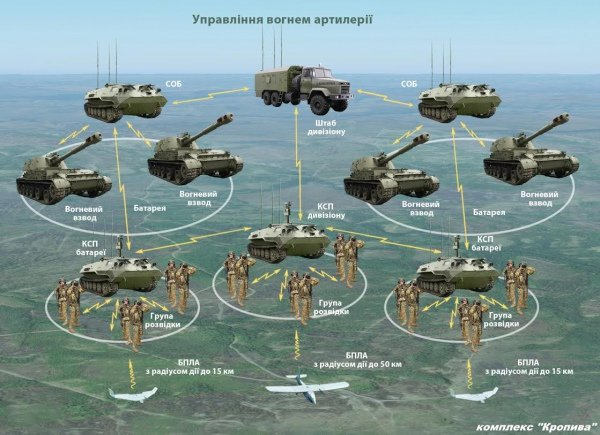 Управління вогнем артилерії
СОБ
СОБ
Штаб
дивізіону
Вогневий
взвод
Батарея
Вогневий
взвод
Вогневий
взвод
Батарея
Вогневий
взвод
КСП
батареї
КСП
дивізіону
КСП
батареї
Група
розвідки
Група
розвідки
Група
розвідки
БПЛА
з радіусом дії до 15 км
БПЛА
з радіусом дії до 50 км
БПЛА
з радіусом дії до 15 км
комплекс "Кропива"